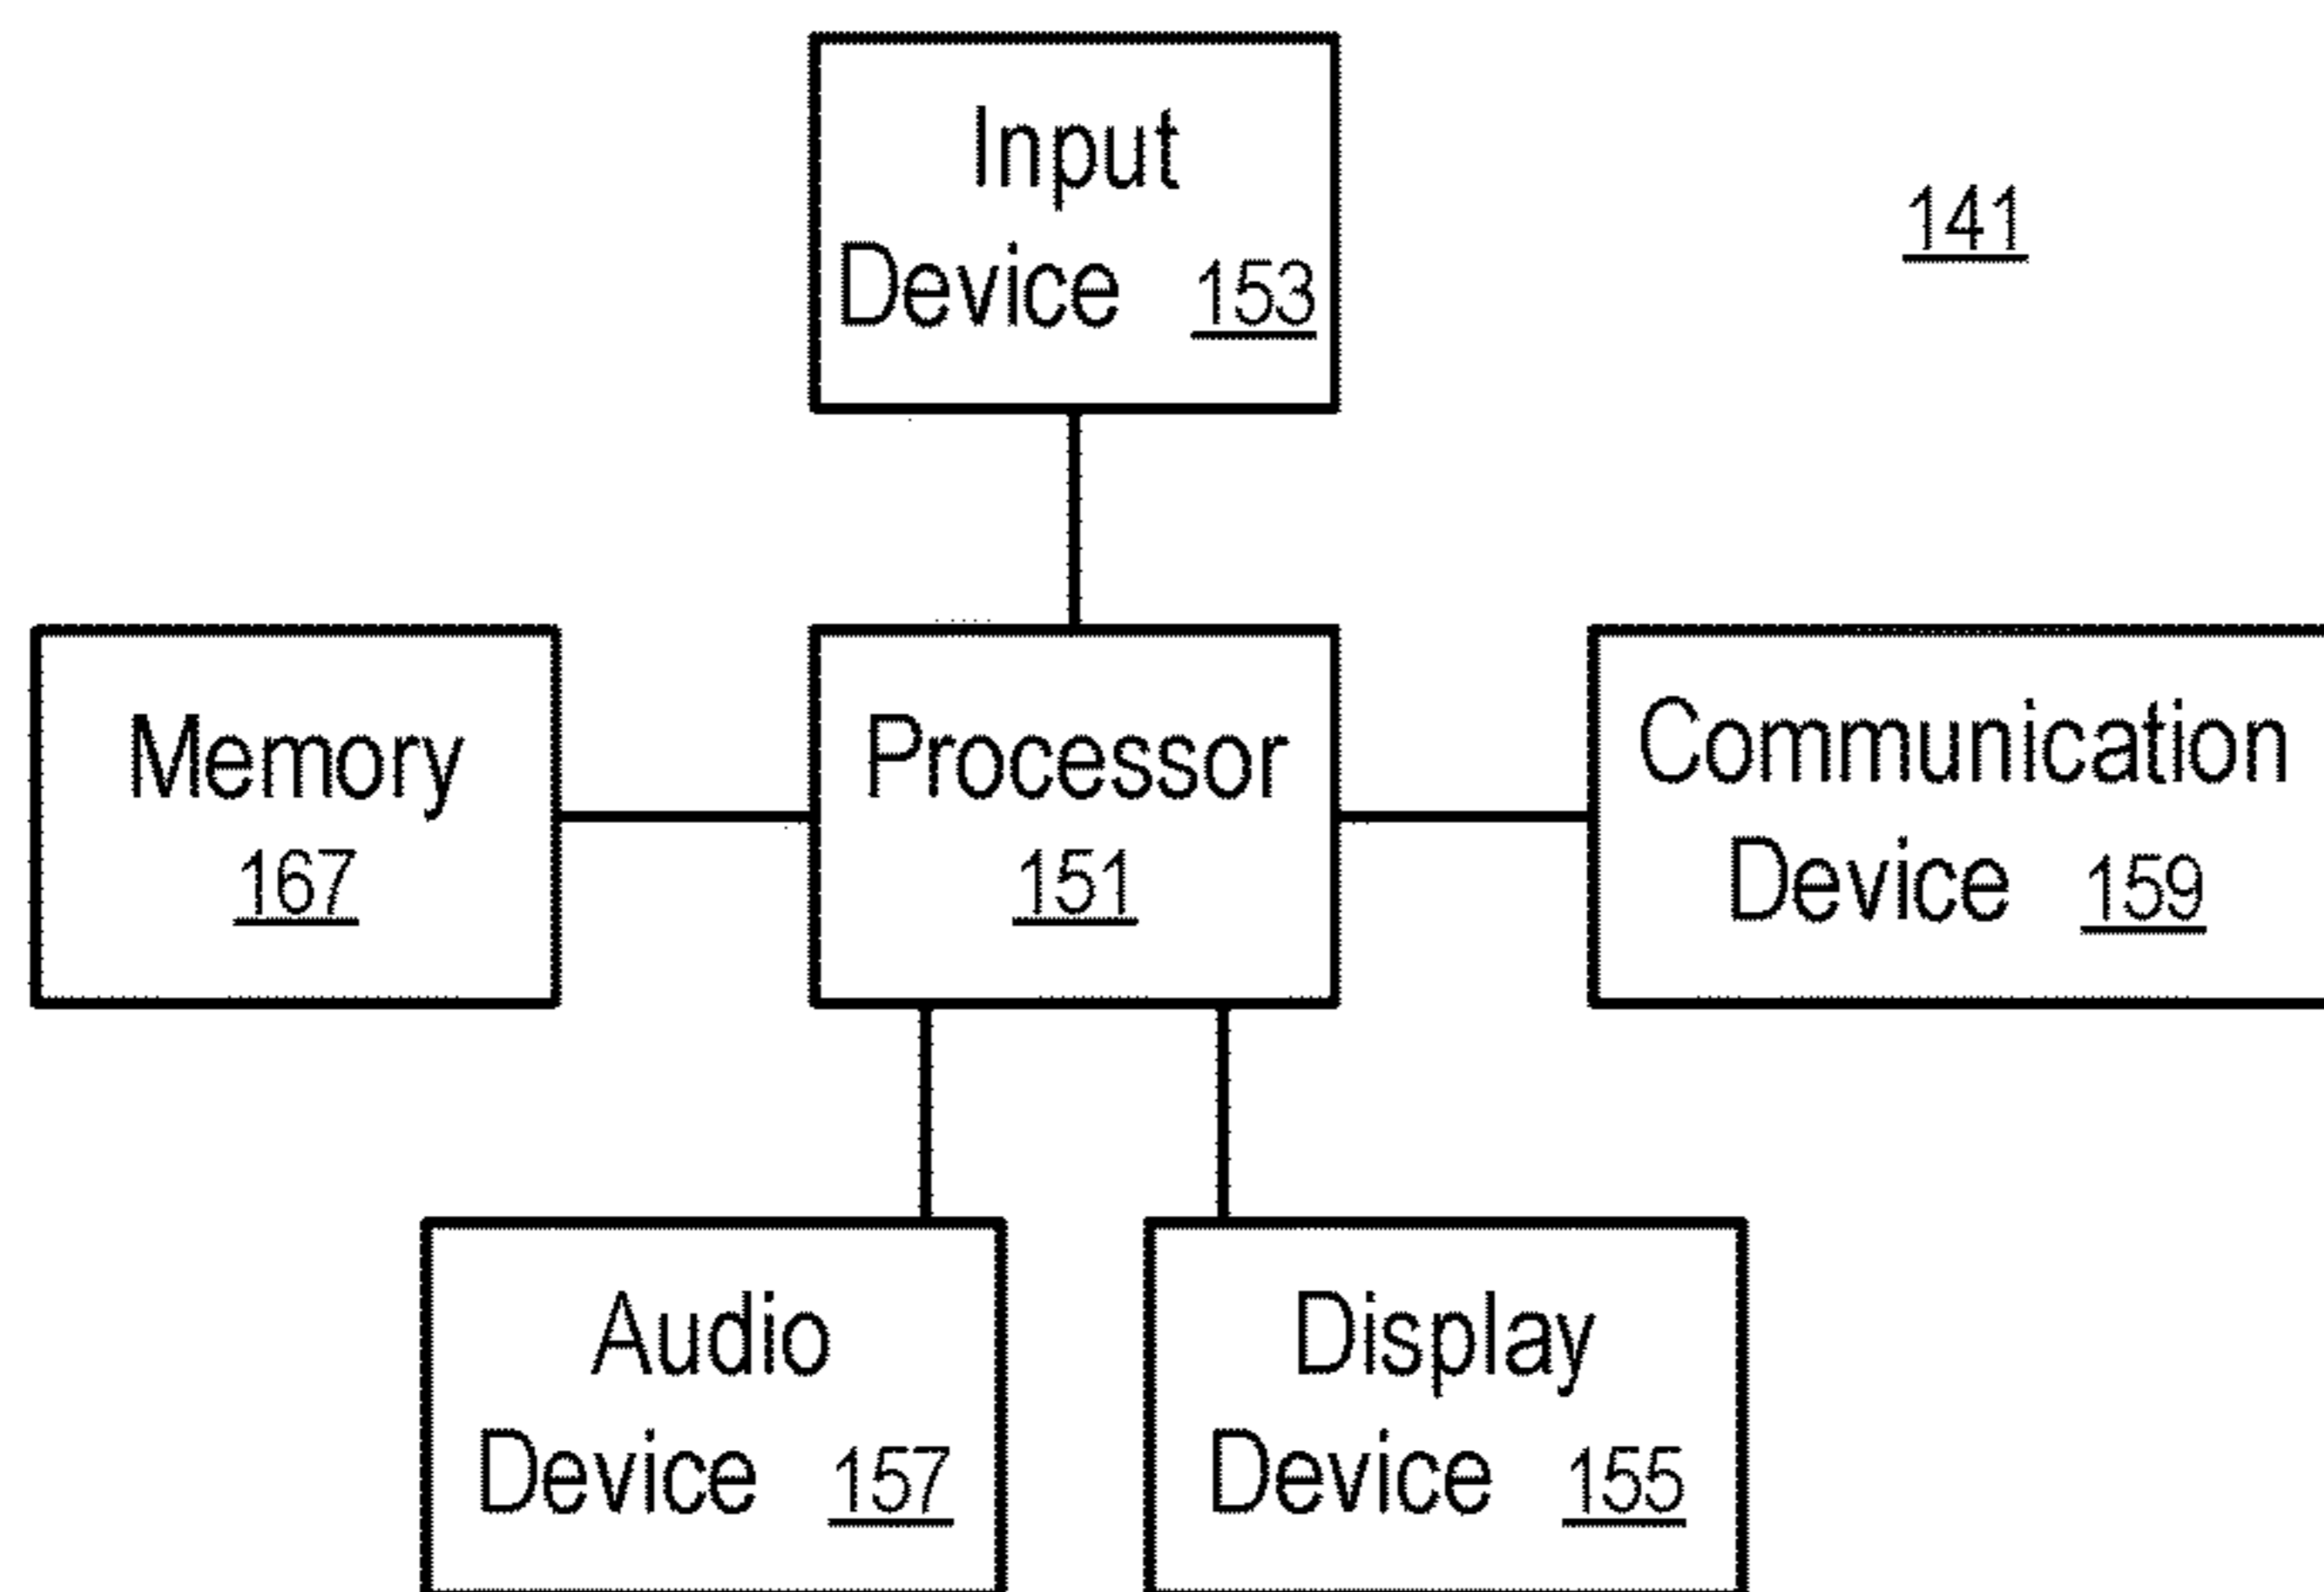 Input
Device 153
141
Memory
167
Processor
151
Communication
Device 159
Audio
Device 157
Display
Device 155